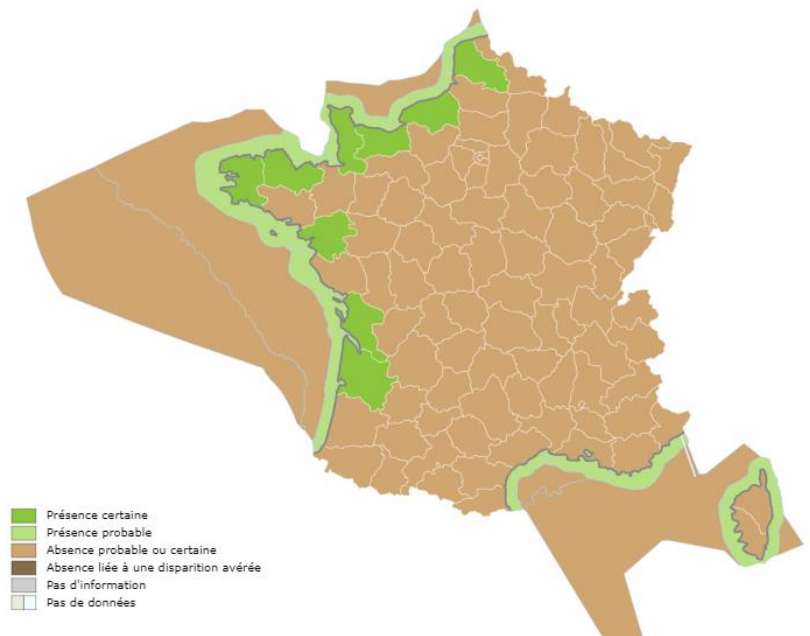 Présence certaine
Présence probable
Absence probable ou certaine
Absence liée à une disparition avérée
Pas d'information
Pas de données